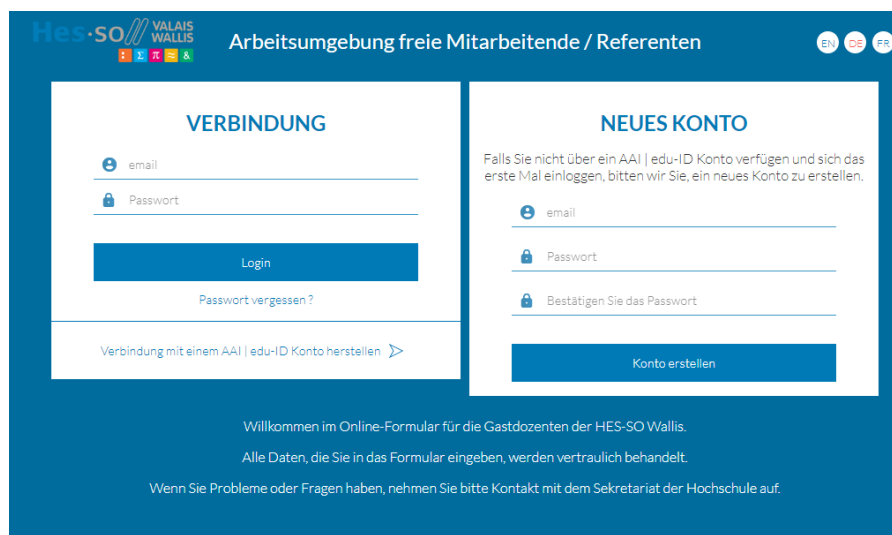 Hes·so VALAIS
WALLIS
: Σ π ≈ &
Arbeitsumgebung freie Mitarbeitende / Referenten
EN DE FR
VERBINDUNG
email
Passwort
Login
Passwort vergessen ?
Verbindung mit einem AAI | edu-ID Konto herstellen
NEUES KONTO
Falls Sie nicht über ein AAI | edu-ID Konto verfügen und sich das
erste Mal einloggen, bitten wir Sie, ein neues Konto zu erstellen.
email
Passwort
Bestätigen Sie das Passwort
Konto erstellen
Willkommen im Online-Formular für die Gastdozenten der HES-SO Wallis.
Alle Daten, die Sie in das Formular eingeben, werden vertraulich behandelt.
Wenn Sie Probleme oder Fragen haben, nehmen Sie bitte Kontakt mit dem Sekretariat der Hochschule auf.